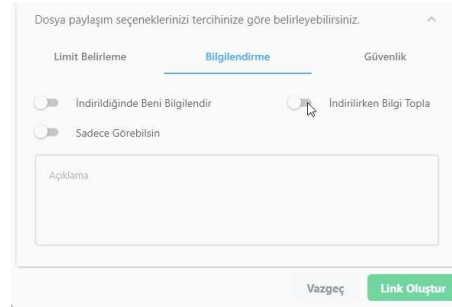 Dosya paylaşım seçeneklerinizi tercihinize göre belirleyebilirsiniz.
Limit Belirleme Bilgilendirme Güvenlik
İndirildiğinde Beni Bilgilendir İndirilirken Bilgi Topla
Sadece Görebilsin
Açıklama
Vazgeç Link Oluştur